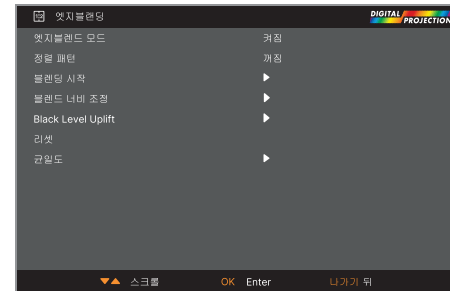 엣지블랜딩
DIGITAL PROJECTION
엣지블렌드 모드 켜짐
정렬 패턴 꺼짐
블렌딩 시작
블렌드 너비 조정
Black Level Uplift
리셋
균일도
스크롤 OK Enter 나가기 뒤